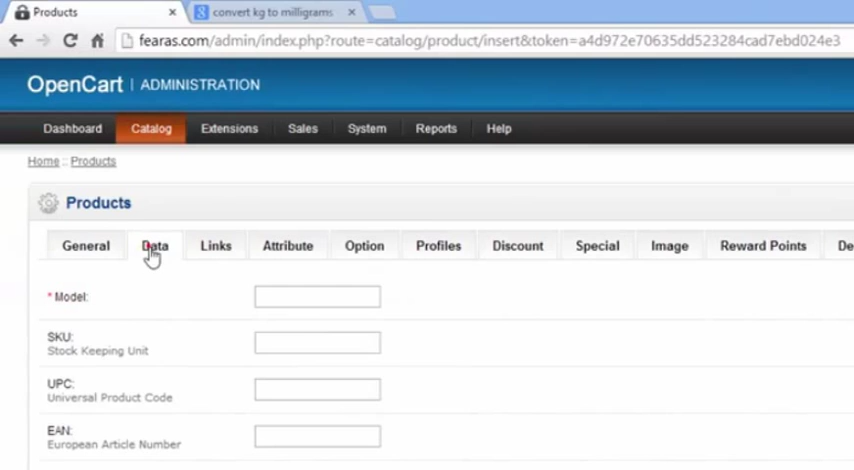 Products
convert kg to milligrams
fearas.com/admin/index.php?route=catalog/product/insert&token=a4d972e70635dd523284cad7ebd024e3
OpenCart | ADMINISTRATION
Dashboard Catalog Extensions Sales System Reports Help
Home :: Products
Products
General Data Links Attribute Option Profiles Discount Special Image Reward Points De
* Model:
SKU:
Stock Keeping Unit
UPC:
Universal Product Code
EAN:
European Article Number